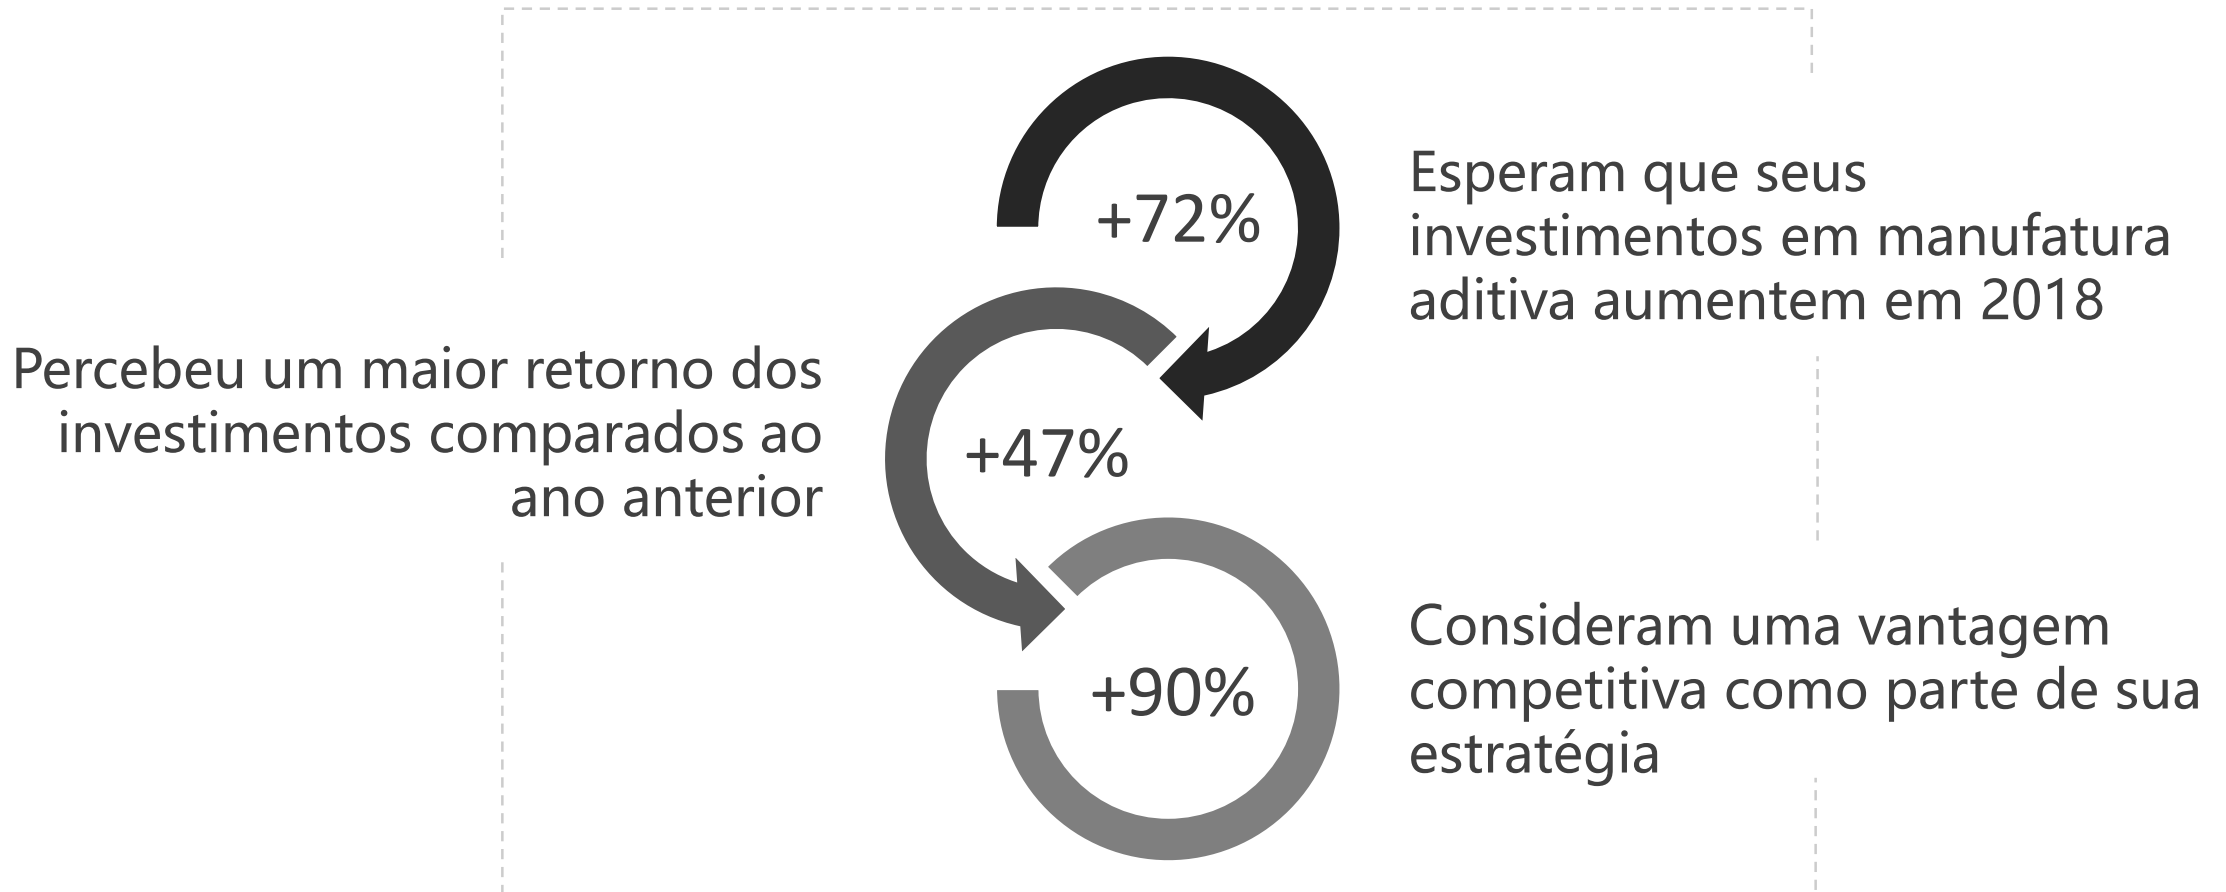 +72%
Esperam que seus
investimentos em manufatura
aditiva aumentem em 2018
Percebeu um maior retorno dos
investimentos comparados ao
ano anterior
+47%
+90%
Consideram uma vantagem
competitiva como parte de sua
estratégia